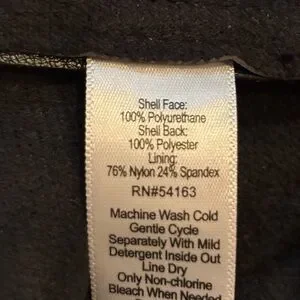 Shell Face:
100% Polyurethane
Shell Back:
100% Polyester
Lining:
76% Nylon 24% Spandex
RN#54163
Machine Wash Cold
Gentle Cycle
Separately With Mild
Detergent Inside Out
Line Dry
Only Non-chlorine
Bleach When Needed